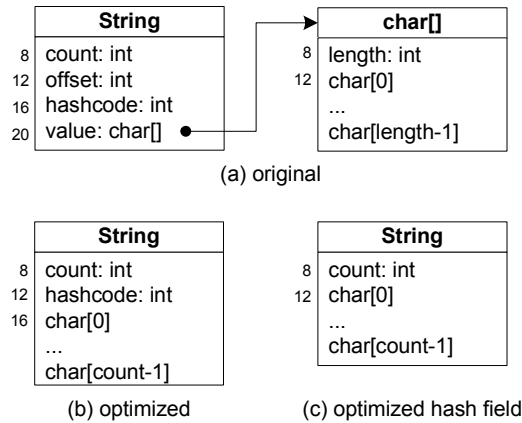 String
8 count: int
12 offset: int
16 hashcode: int
20 value: char[]
char[]
8 length: int
12 char[0]
...
char[length-1]
(a) original
String
8 count: int
12 hashcode: int
16 char[0]
...
char[count-1]
(b) optimized
String
8 count: int
12 char[0]
...
char[count-1]
(c) optimized hash field